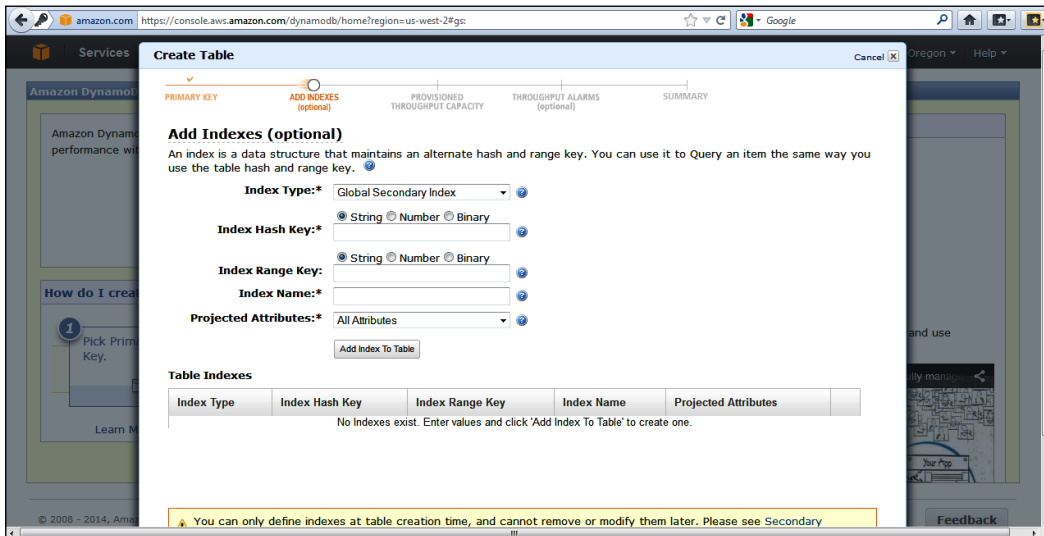 amazon.com
https://console.aws.amazon.com/dynamodb/home?region=us-west-2#gs:
Google
Services
Oregon
Help
Create Table
Cancel
Amazon DynamoD
PRIMARY KEY
ADD INDEXES
(optional)
PROVISIONED
THROUGHPUT CAPACITY
THROUGHPUT ALARMS
(optional)
SUMMARY
Amazon Dynamo
performance wit
Add Indexes (optional)
An index is a data structure that maintains an alternate hash and range key. You can use it to Query an item the same way you
use the table hash and range key.
Index Type:* Global Secondary Index
String Number Binary
Index Hash Key:*
String Number Binary
Index Range Key:
Index Name:*
Projected Attributes:* All Attributes
Add Index To Table
How do I crea
1
Pick Prim
Key.
Learn M
and use
lly manag
Your App
Table Indexes
Index Type Index Hash Key Index Range Key Index Name Projected Attributes
No Indexes exist. Enter values and click 'Add Index To Table' to create one.
You can only define indexes at table creation time, and cannot remove or modify them later. Please see Secondary
© 2008 - 2014, Ama
Feedback